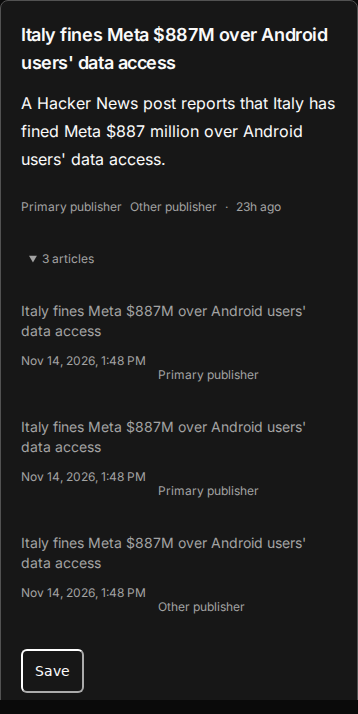 Italy fines Meta $887M over Android
users' data access
A Hacker News post reports that Italy has
fined Meta $887 million over Android
users' data access.
Primary publisher Other publisher · 23h ago
▼ 3 articles
Italy fines Meta $887M over Android users'
data access
Nov 14, 2026, 1:48 PM
Primary publisher
Italy fines Meta $887M over Android users'
data access
Nov 14, 2026, 1:48 PM
Primary publisher
Italy fines Meta $887M over Android users'
data access
Nov 14, 2026, 1:48 PM
Other publisher
Save